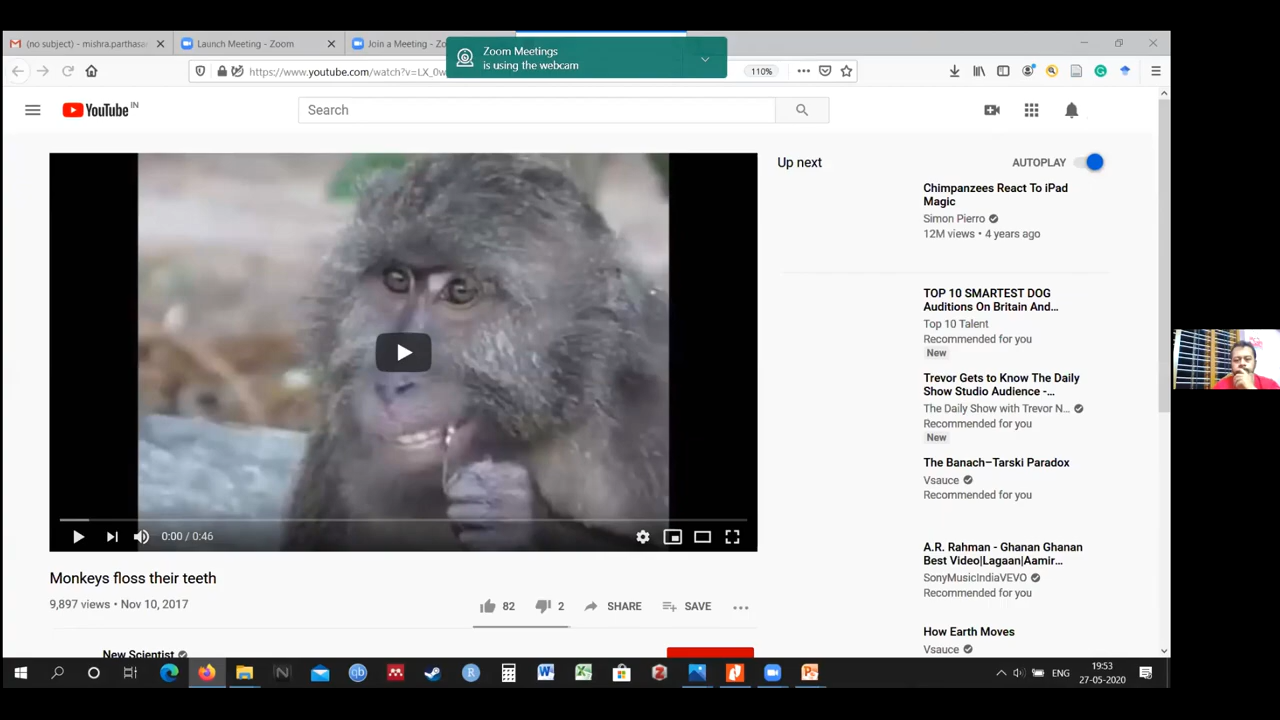 (no subject) - mishra.parthasa
Launch Meeting - Zoom
Join a Meeting - Zo
Zoom Meetings
is using the webcam
https://www.youtube.com/watch?v=LX_0w
110%
YouTube IN
Search
Up next
AUTOPLAY
Chimpanzees React To iPad
Magic
Simon Pierro
12M views • 4 years ago
TOP 10 SMARTEST DOG
Auditions On Britain And...
Top 10 Talent
Recommended for you
New
Trevor Gets to Know The Daily
Show Studio Audience -...
The Daily Show with Trevor N...
Recommended for you
New
The Banach–Tarski Paradox
Vsauce
Recommended for you
A.R. Rahman - Ghanan Ghanan
Best Video|Lagaan|Aamir...
SonyMusicIndiaVEVO
Recommended for you
How Earth Moves
Vsauce
0:00 / 0:46
Monkeys floss their teeth
9,897 views • Nov 10, 2017
82
2
SHARE
SAVE
New Scientist
ENG
19:53
27-05-2020